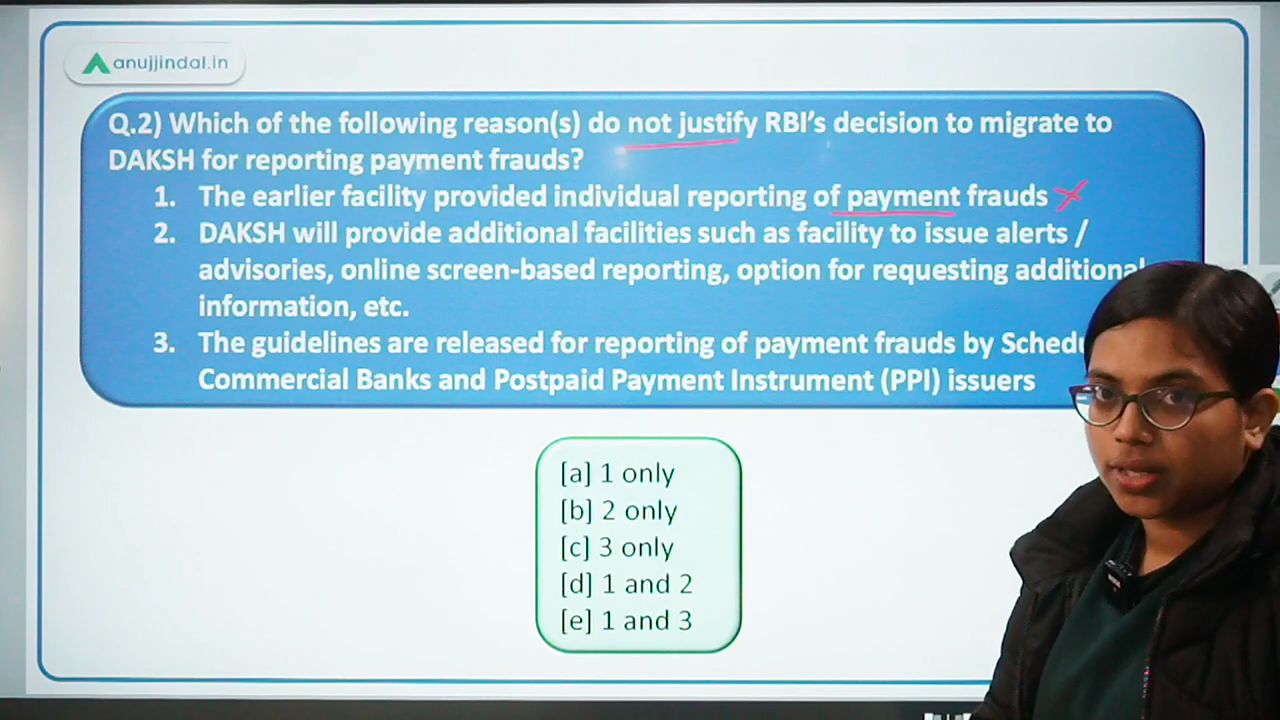 anujjindal.in
Q.2) Which of the following reason(s) do not justify RBI's decision to migrate to
DAKSH for reporting payment frauds?
1. The earlier facility provided individual reporting of payment frauds
2. DAKSH will provide additional facilities such as facility to issue alerts /
advisories, online screen-based reporting, option for requesting additional
information, etc.
3. The guidelines are released for reporting of payment frauds by
Commercial Banks and Postpaid Payment Instrument (PPI) issuers
[a] 1 only
[b] 2 only
[c] 3 only
[d] 1 and 2
[e] 1 and 3